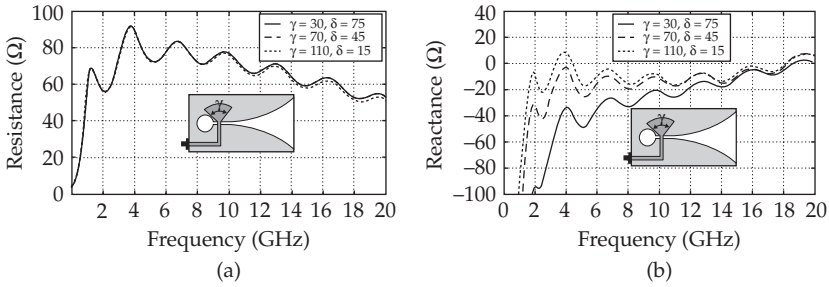 γ = 30, δ = 75
γ = 70, δ = 45
γ = 110, δ = 15
Resistance (Ω)
100
80
60
40
20
0
γ
2 4 6 8 10 12 14 16 18 20
Frequency (GHz)
(a)
γ = 30, δ = 75
γ = 70, δ = 45
γ = 110, δ = 15
Reactance (Ω)
40
20
0
−20
−40
−60
−80
−100
γ
0 2 4 6 8 10 12 14 16 18 20
Frequency (GHz)
(b)